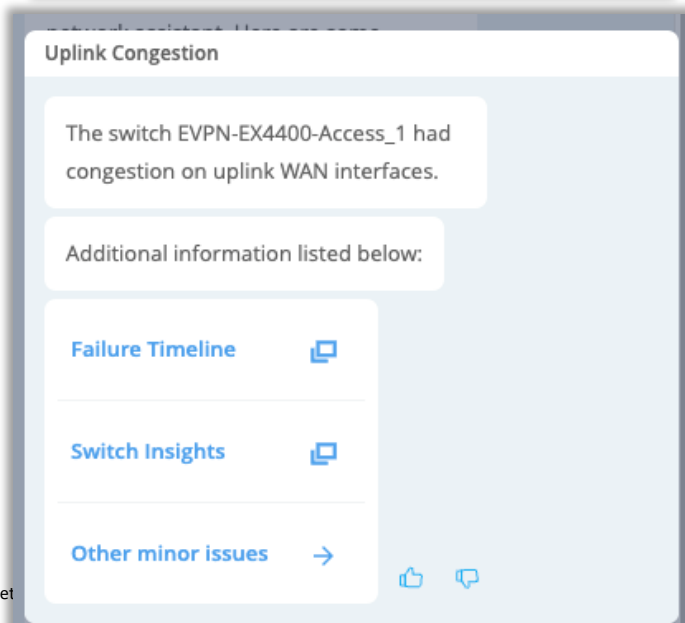 Uplink Congestion
The switch EVPN-EX4400-Access_1 had
congestion on uplink WAN interfaces.
Additional information listed below:
Failure Timeline
Switch Insights
Other minor issues
et